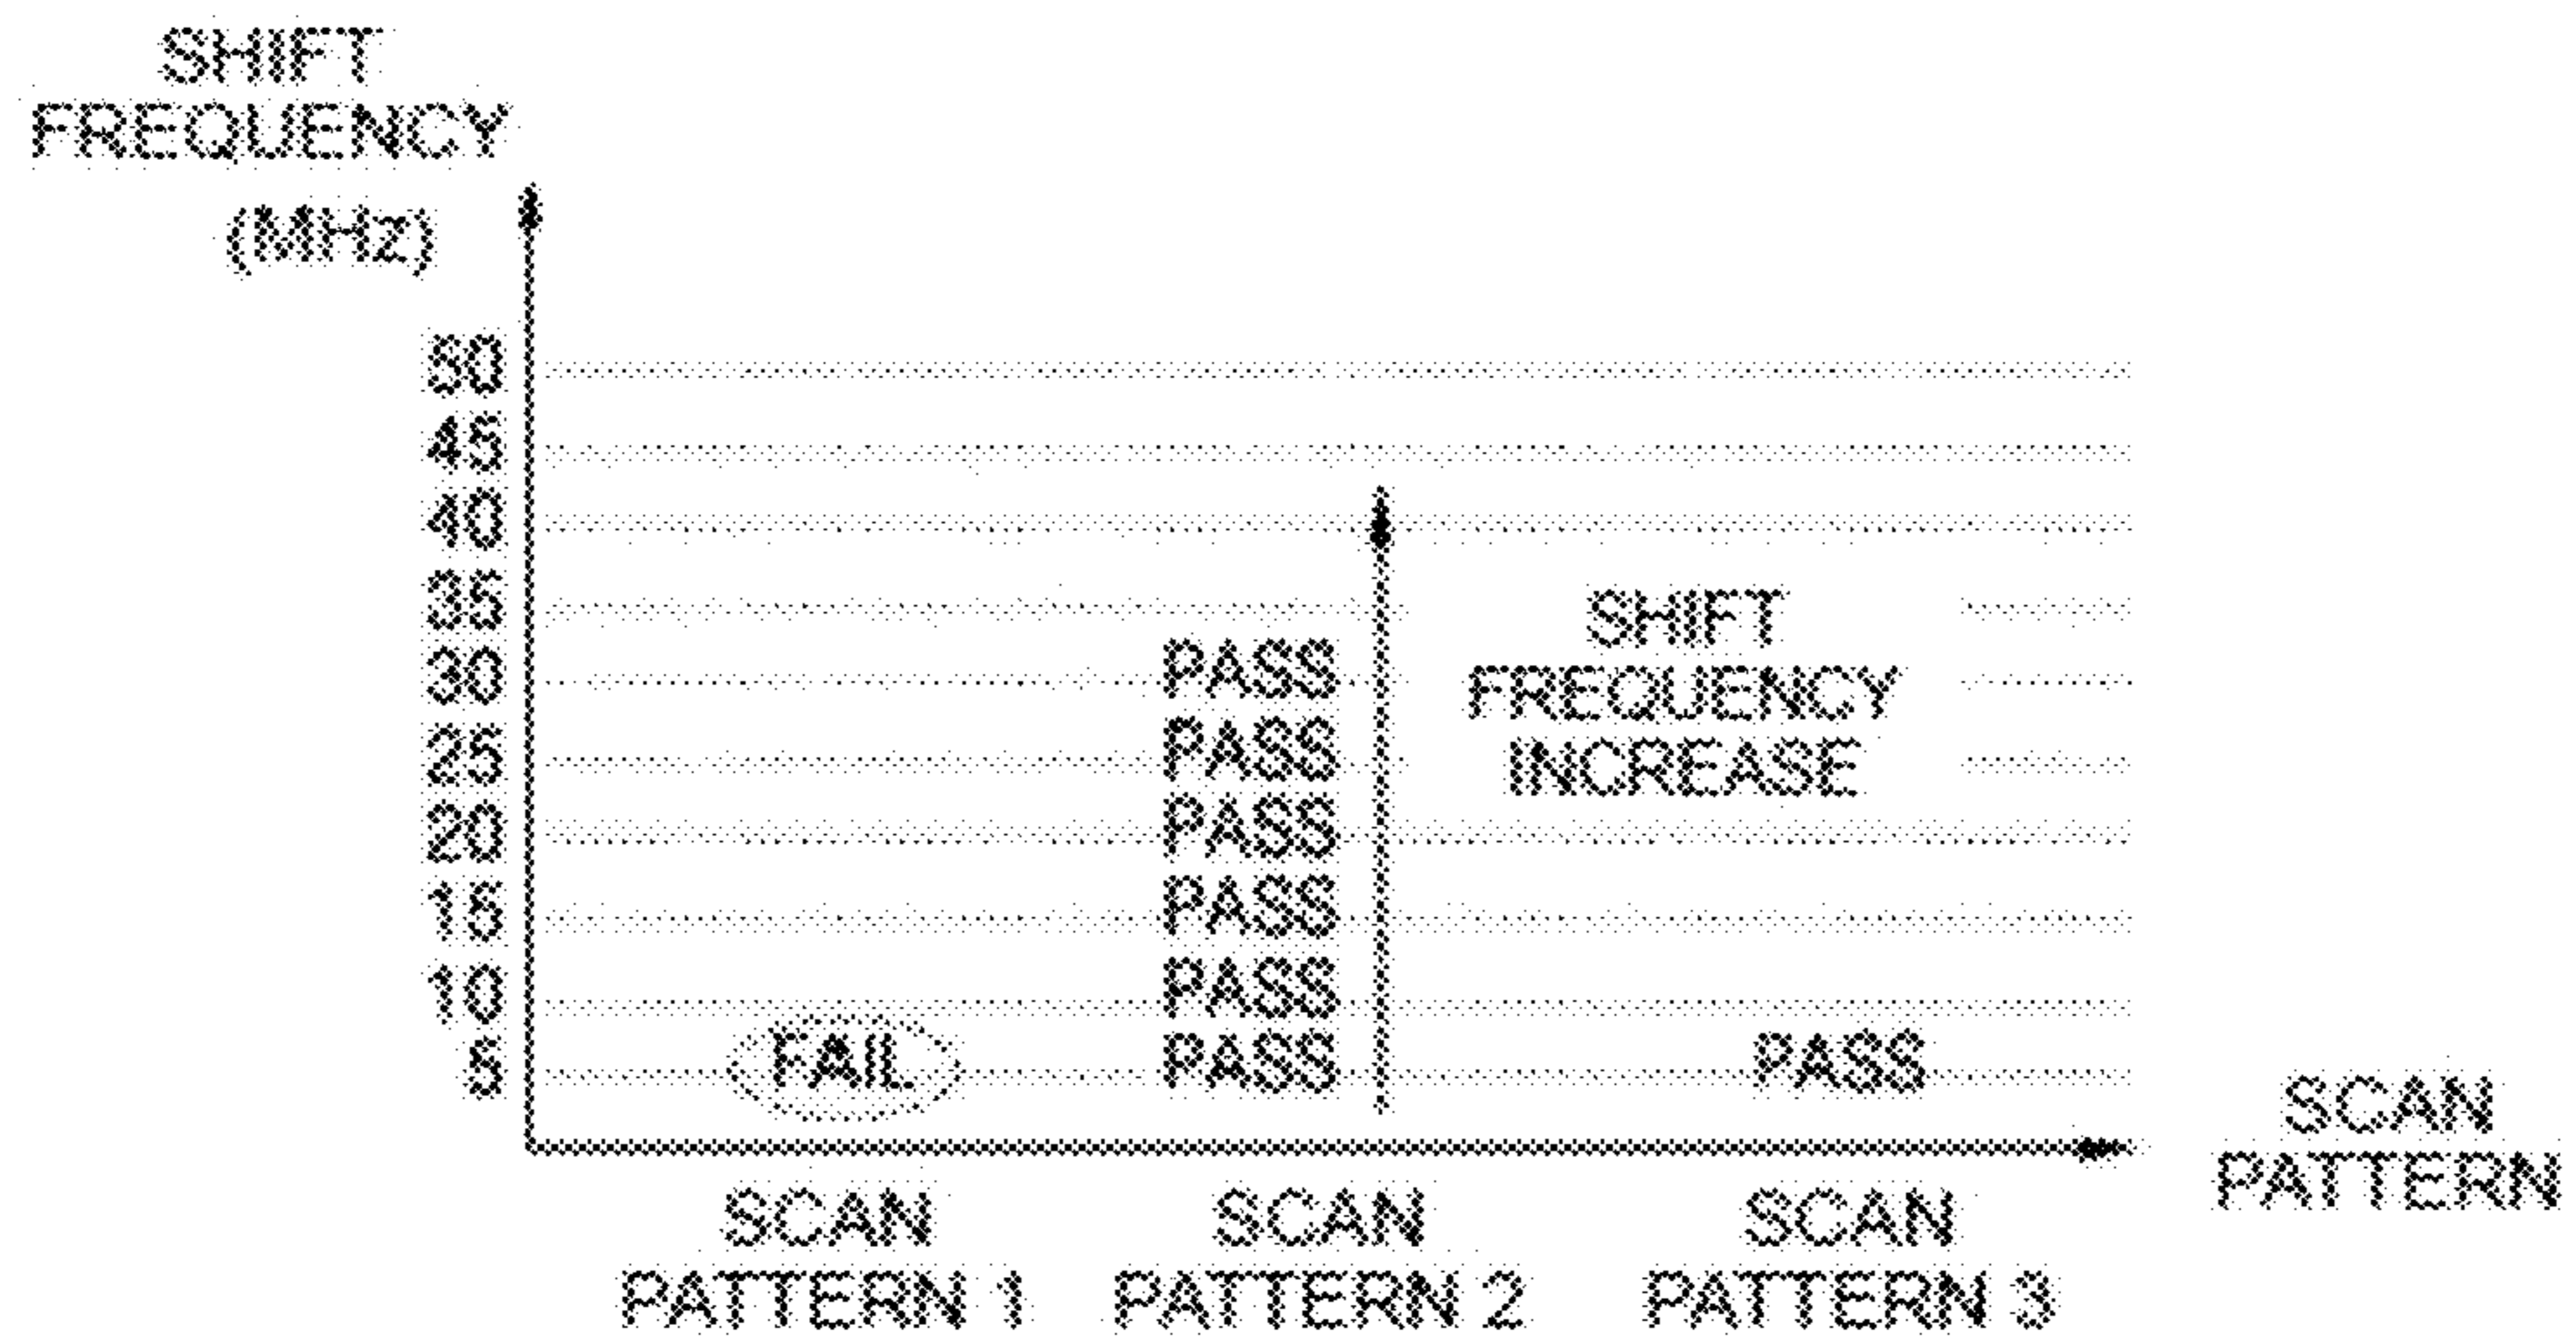 SHIFT
FREQUENCY
(MHz)
50
45
40
35
SHIFT
30
PASS
FREQUENCY
25
PASS
INCREASE
20
PASS
15
PASS
10
PASS
5
FAIL
PASS
PASS
SCAN
PATTERN
SCAN
PATTERN 1
SCAN
PATTERN 2
SCAN
PATTERN 3